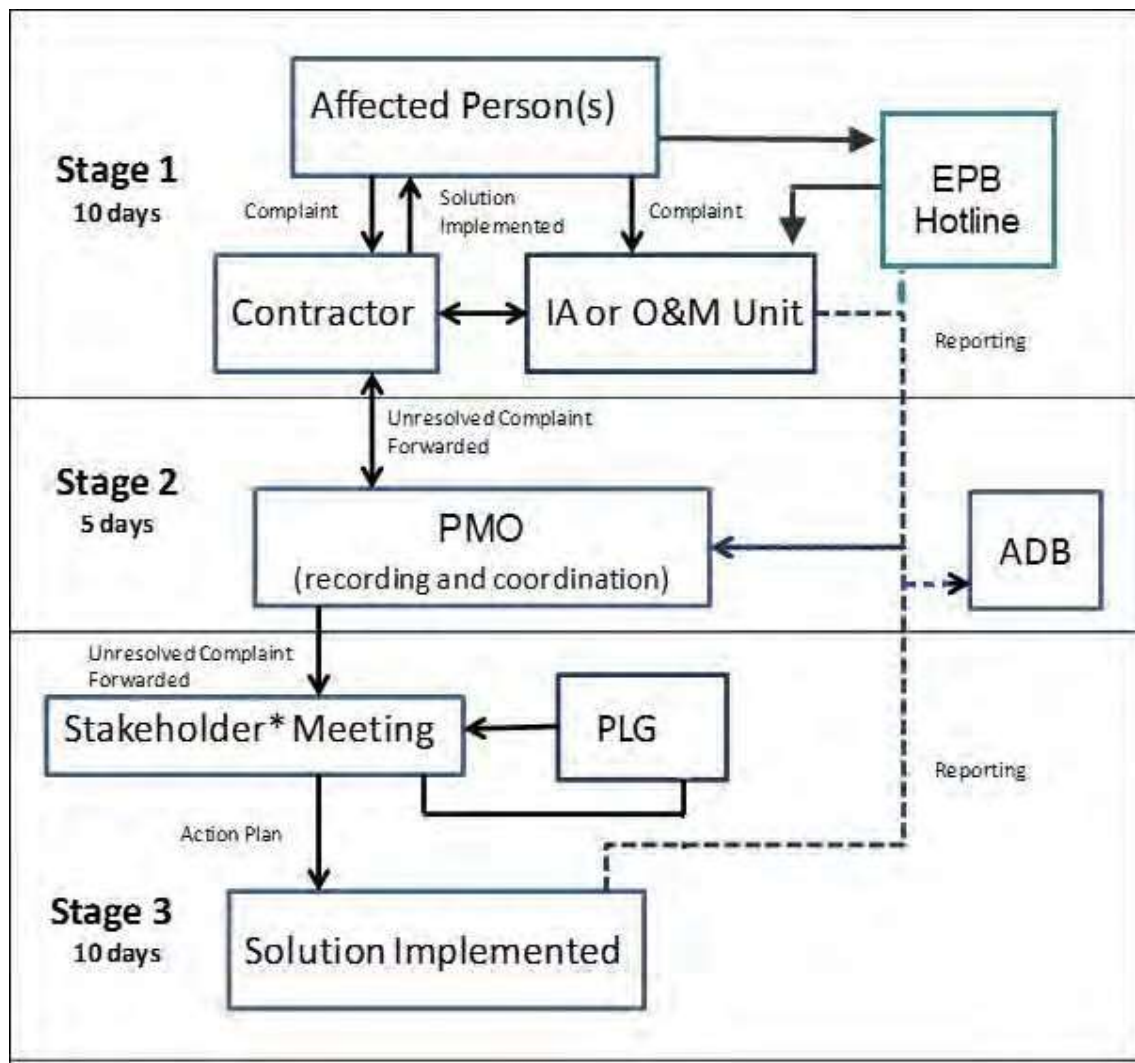 Affected Person(s)
Stage 1
10 days
Complaint
Solution
Implemented
Complaint
EPB
Hotline
Contractor
IA or O&M Unit
Reporting
Unresolved Complaint
Forwarded
Stage 2
5 days
PMO
(recording and coordination)
ADB
Unresolved Complaint
Forwarded
Stakeholder* Meeting
PLG
Reporting
Action Plan
Stage 3
10 days
Solution Implemented